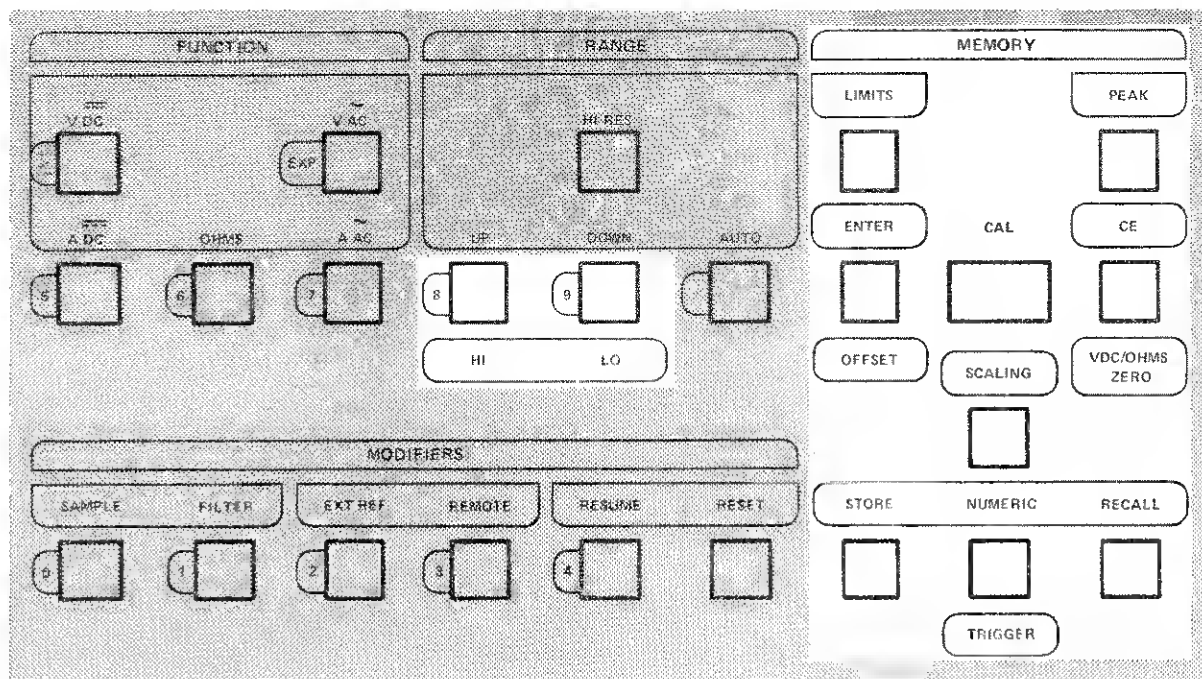 FUNCTION RANGE MEMORY
LIMITS PEAK
V DC V AC HI RES
EXP
ENTER CAL CE
A DC OHMS A AC UP DOWN AUTO
5 6 7 8 9
HI LO OFFSET SCALING VDC/OHMS
ZERO
MODIFIERS
SAMPLE FILTER EXT REF REMOTE RESUME RESET STORE NUMERIC RECALL
0 1 2 3 4
TRIGGER